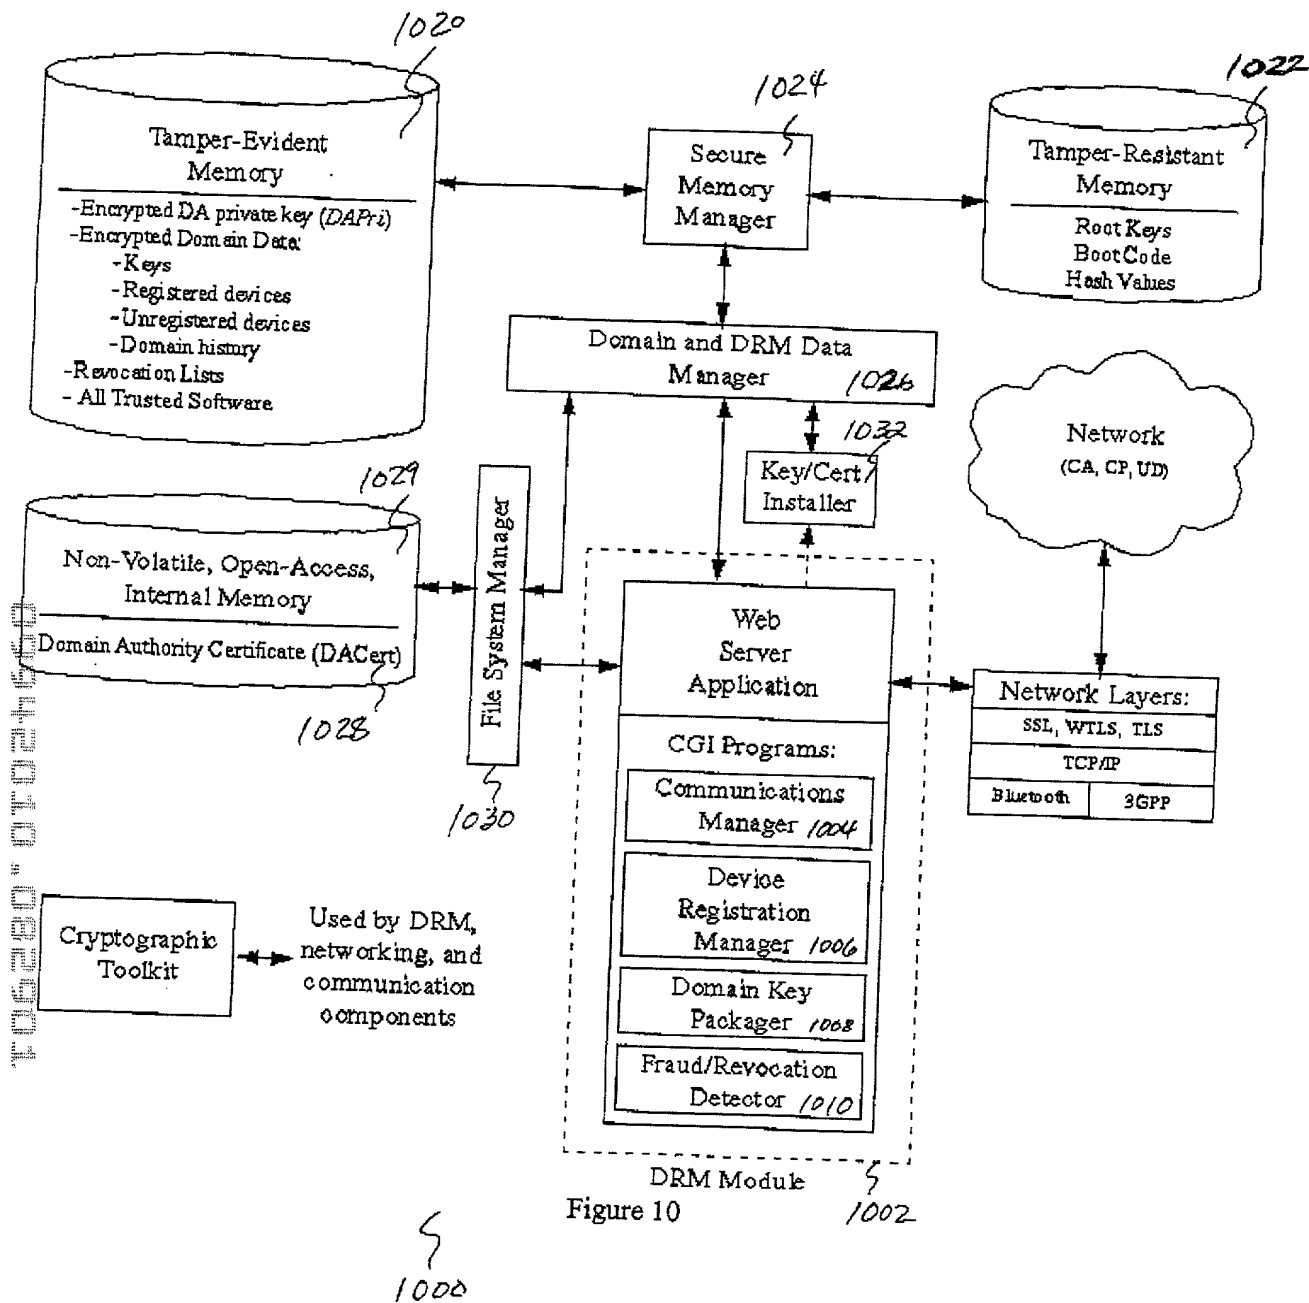 1020
Tamper-Evident
Memory
-Encrypted DA private key (DAPri)
-Encrypted Domain Data:
-Keys
-Registered devices
-Unregistered devices
-Domain history
-Revocation Lists
- All Trusted Software
1024
Secure
Memory
Manager
1022
Tamper-Resistant
Memory
Root Keys
Boot Code
Hash Values
Domain and DRM Data
Manager 1026
1032
Key/Cert
Installer
Network
(CA, CP, UD)
1029
Non-Volatile, Open-Access,
Internal Memory
Domain Authority Certificate (DACert)
1028
File System Manager
1030
Web
Server
Application
CGI Programs:
Communications
Manager 1004
Device
Registration
Manager 1006
Domain Key
Packager 1008
Fraud/Revocation
Detector 1010
Network Layers:
SSL, WTLS, TLS
TCP/IP
Bluetooth
3GPP
Cryptographic
Toolkit
Used by DRM,
networking, and
communication
components
DRM Module
1002
Figure 10
1000
09942010.082901